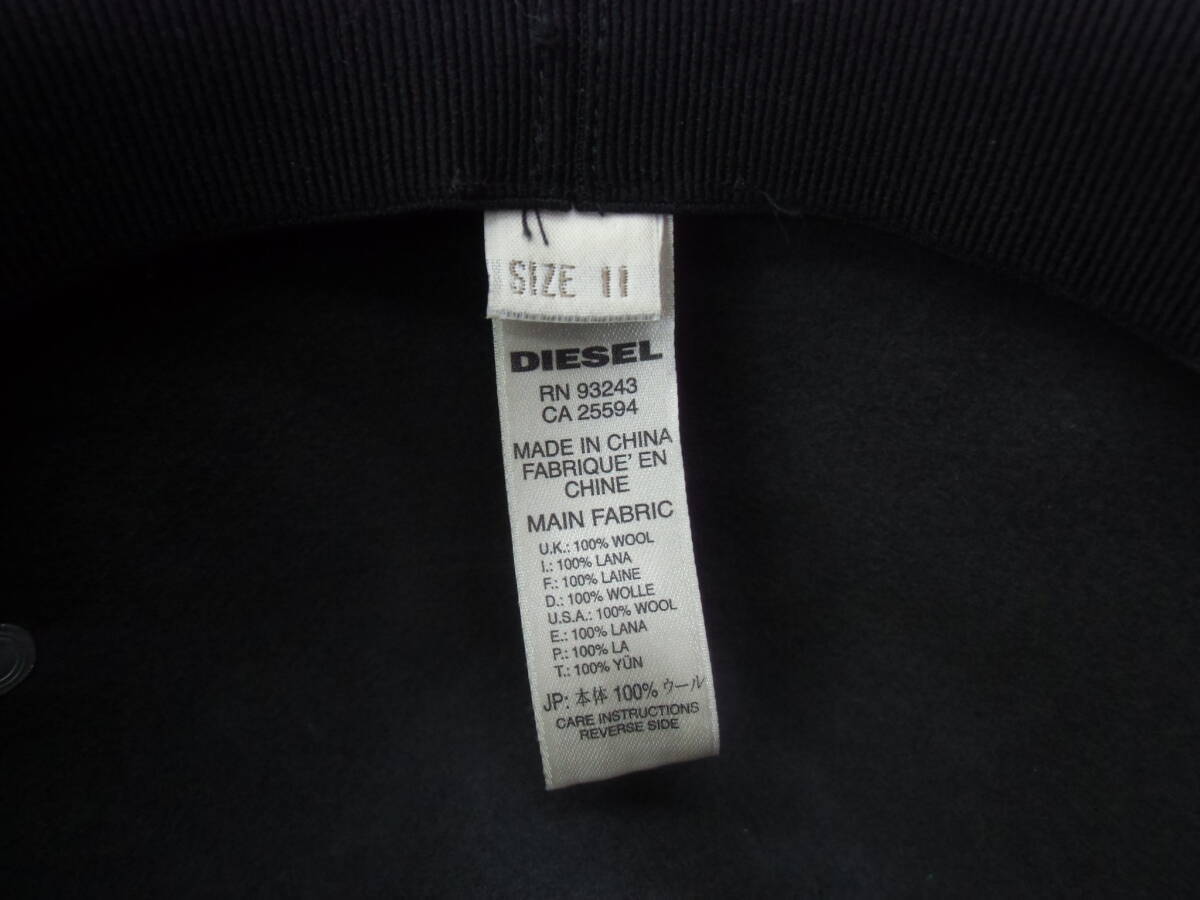 SIZE II
DIESEL
RN 93243
CA 25594
MADE IN CHINA
FABRIQUE' EN
CHINE
MAIN FABRIC
U.K.: 100% WOOL
I.: 100% LANA
F.: 100% LAINE
D.: 100% WOLLE
U.S.A.: 100% WOOL
E.: 100% LANA
P.: 100% LA
T.: 100% YÜN
JP: 本体 100% ウール
CARE INSTRUCTIONS
REVERSE SIDE